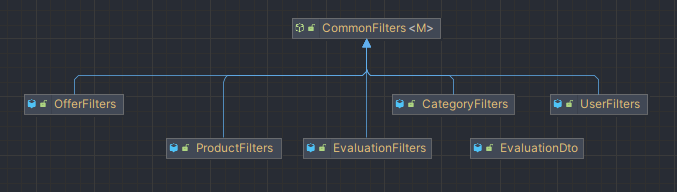 CommonFilters <M>
OfferFilters
CategoryFilters
UserFilters
ProductFilters
EvaluationFilters
EvaluationDto